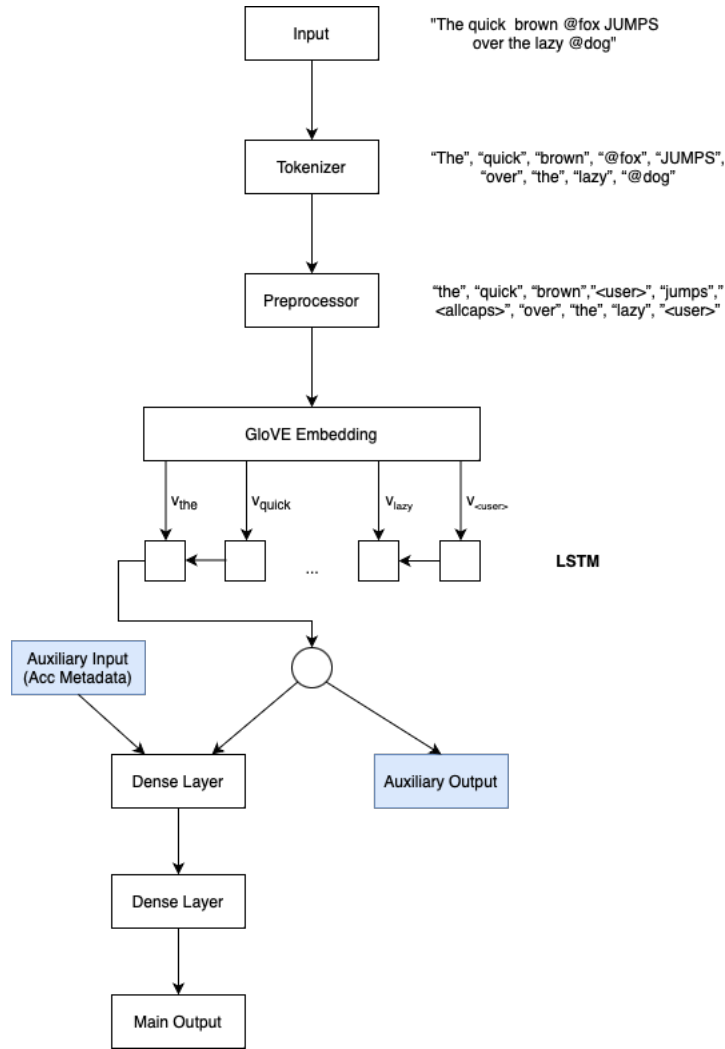 Input
"The quick  brown @fox JUMPS
over the lazy @dog"
Tokenizer
“The”, “quick”, “brown”, “@fox”, “JUMPS”,
“over”, “the”, “lazy”, “@dog”
Preprocessor
“the”, “quick”, “brown”,”<user>”, “jumps”,”
<allcaps>”, “over”, “the”, “lazy”, ”<user>”
GloVE Embedding
vthe
vquick
vlazy
v<user>
...
LSTM
Auxiliary Input
(Acc Metadata)
Dense Layer
Auxiliary Output
Dense Layer
Main Output